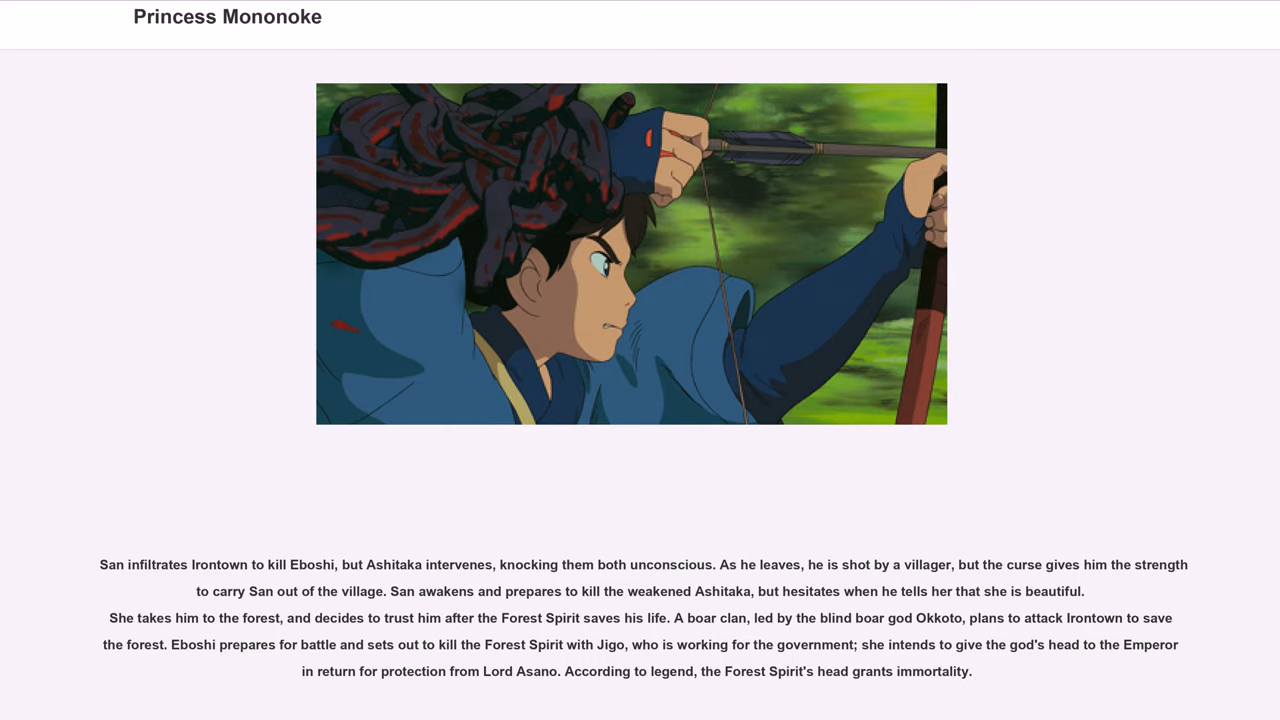 Princess Mononoke
San infiltrates Irontown to kill Eboshi, but Ashitaka intervenes, knocking them both unconscious. As he leaves, he is shot by a villager, but the curse gives him the strength
to carry San out of the village. San awakens and prepares to kill the weakened Ashitaka, but hesitates when he tells her that she is beautiful.
She takes him to the forest, and decides to trust him after the Forest Spirit saves his life. A boar clan, led by the blind boar god Okkoto, plans to attack Irontown to save
the forest. Eboshi prepares for battle and sets out to kill the Forest Spirit with Jigo, who is working for the government; she intends to give the god's head to the Emperor
in return for protection from Lord Asano. According to legend, the Forest Spirit's head grants immortality.